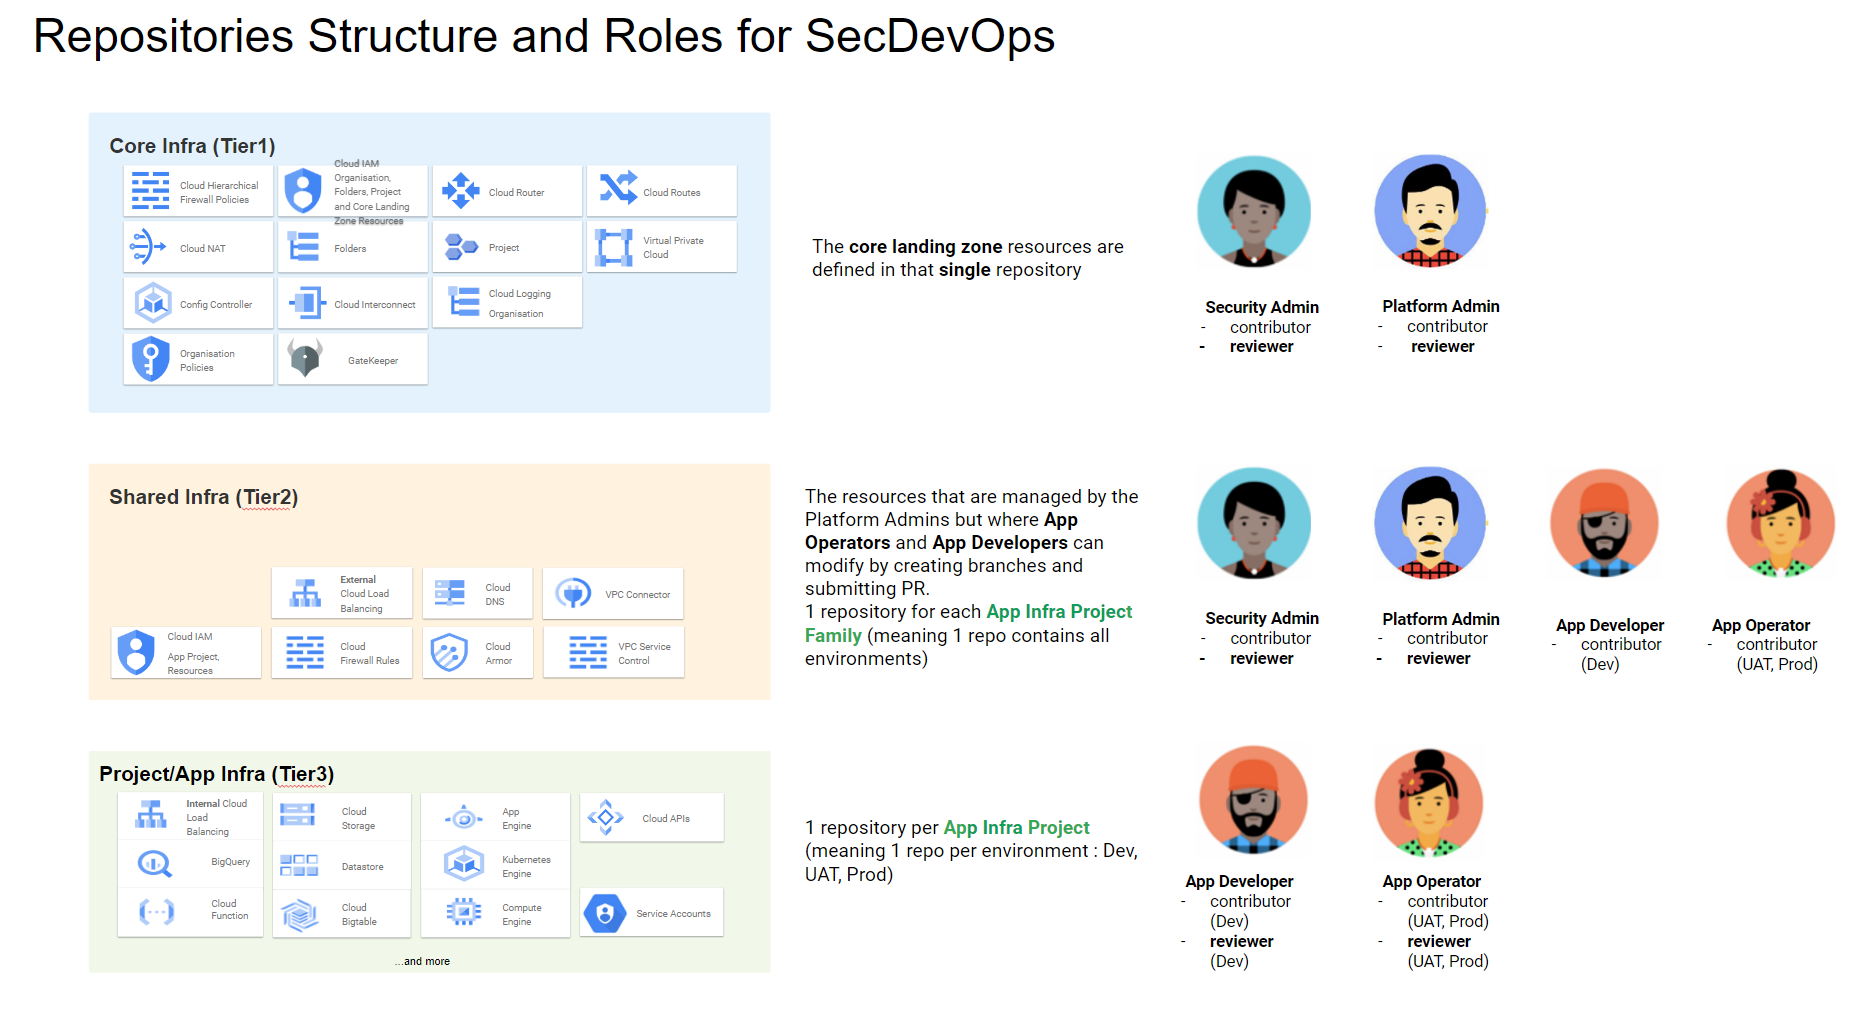 Repositories Structure and Roles for SecDevOps
Core Infra (Tier1)
Cloud Hierarchical
Firewall Policies
Cloud IAM
Organisation,
Folders, Project
and Core Landing
Zone Resources
Cloud Router
Cloud Routes
Cloud NAT
Folders
Project
Virtual Private
Cloud
Config Controller
Cloud Interconnect
Cloud Logging
Organisation
Organisation
Policies
GateKeeper
The core landing zone resources are
defined in that single repository
Security Admin
- contributor
- reviewer
Platform Admin
- contributor
- reviewer
Shared Infra (Tier2)
External
Cloud Load
Balancing
Cloud
DNS
VPC Connector
Cloud IAM
App Project,
Resources
Cloud
Firewall Rules
Cloud
Armor
VPC Service
Control
The resources that are managed by the
Platform Admins but where App
Operators and App Developers can
modify by creating branches and
submitting PR.
1 repository for each App Infra Project
Family (meaning 1 repo contains all
environments)
Security Admin
- contributor
- reviewer
Platform Admin
- contributor
- reviewer
App Developer
- contributor
(Dev)
App Operator
- contributor
(UAT, Prod)
Project/App Infra (Tier3)
Internal Cloud
Load
Balancing
Cloud
Storage
App
Engine
Cloud APIs
BigQuery
Datastore
Kubernetes
Engine
Cloud
Function
Cloud
Bigtable
Compute
Engine
Service Accounts
...and more
1 repository per App Infra Project
(meaning 1 repo per environment : Dev,
UAT, Prod)
App Developer
- contributor
(Dev)
- reviewer
(Dev)
App Operator
- contributor
(UAT, Prod)
- reviewer
(UAT, Prod)